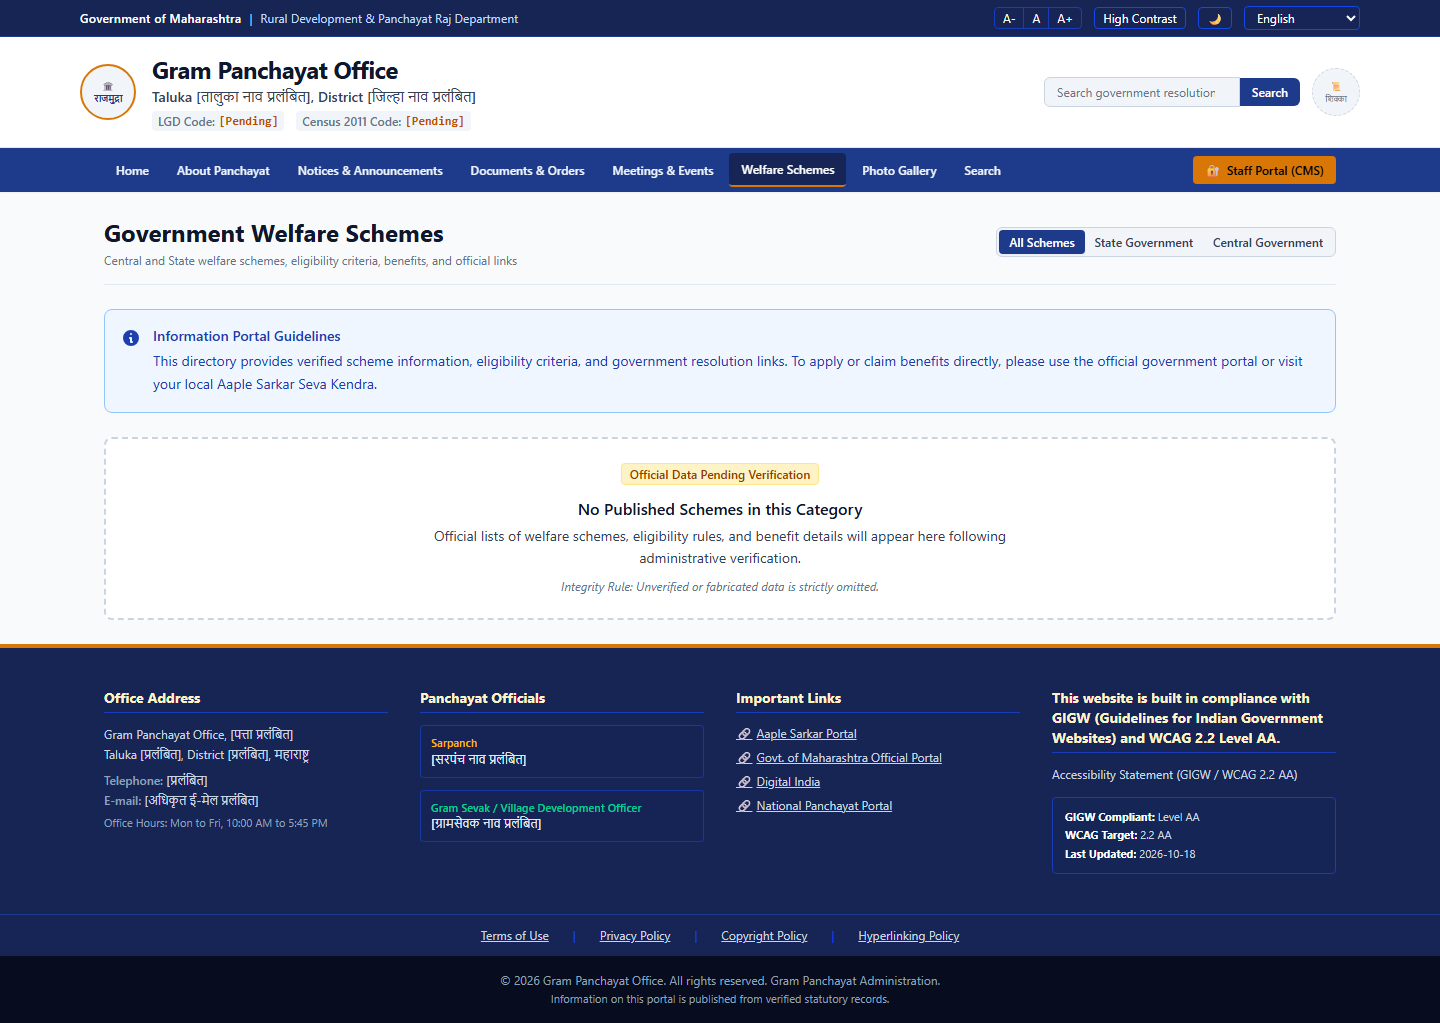 Government of Maharashtra | Rural Development & Panchayat Raj Department
A- A A+ High Contrast English
राजमुद्रा
Gram Panchayat Office
Taluka [तालुका नाव प्रलंबित], District [जिल्हा नाव प्रलंबित]
LGD Code: [Pending] Census 2011 Code: [Pending]
Search government resolution Search
शिक्का
Home About Panchayat Notices & Announcements Documents & Orders Meetings & Events Welfare Schemes Photo Gallery Search Staff Portal (CMS)
Government Welfare Schemes
Central and State welfare schemes, eligibility criteria, benefits, and official links
All Schemes State Government Central Government
Information Portal Guidelines
This directory provides verified scheme information, eligibility criteria, and government resolution links. To apply or claim benefits directly, please use the official government portal or visit
your local Aaple Sarkar Seva Kendra.
Official Data Pending Verification
No Published Schemes in this Category
Official lists of welfare schemes, eligibility rules, and benefit details will appear here following
administrative verification.
Integrity Rule: Unverified or fabricated data is strictly omitted.
Office Address
Gram Panchayat Office, [पत्ता प्रलंबित]
Taluka [प्रलंबित], District [प्रलंबित], महाराष्ट्र
Telephone: [प्रलंबित]
E-mail: [अधिकृत ई-मेल प्रलंबित]
Office Hours: Mon to Fri, 10:00 AM to 5:45 PM
Panchayat Officials
Sarpanch
[सरपंच नाव प्रलंबित]
Gram Sevak / Village Development Officer
[ग्रामसेवक नाव प्रलंबित]
Important Links
Aaple Sarkar Portal
Govt. of Maharashtra Official Portal
Digital India
National Panchayat Portal
This website is built in compliance with
GIGW (Guidelines for Indian Government
Websites) and WCAG 2.2 Level AA.
Accessibility Statement (GIGW / WCAG 2.2 AA)
GIGW Compliant: Level AA
WCAG Target: 2.2 AA
Last Updated: 2026-10-18
Terms of Use | Privacy Policy | Copyright Policy | Hyperlinking Policy
© 2026 Gram Panchayat Office. All rights reserved. Gram Panchayat Administration.
Information on this portal is published from verified statutory records.